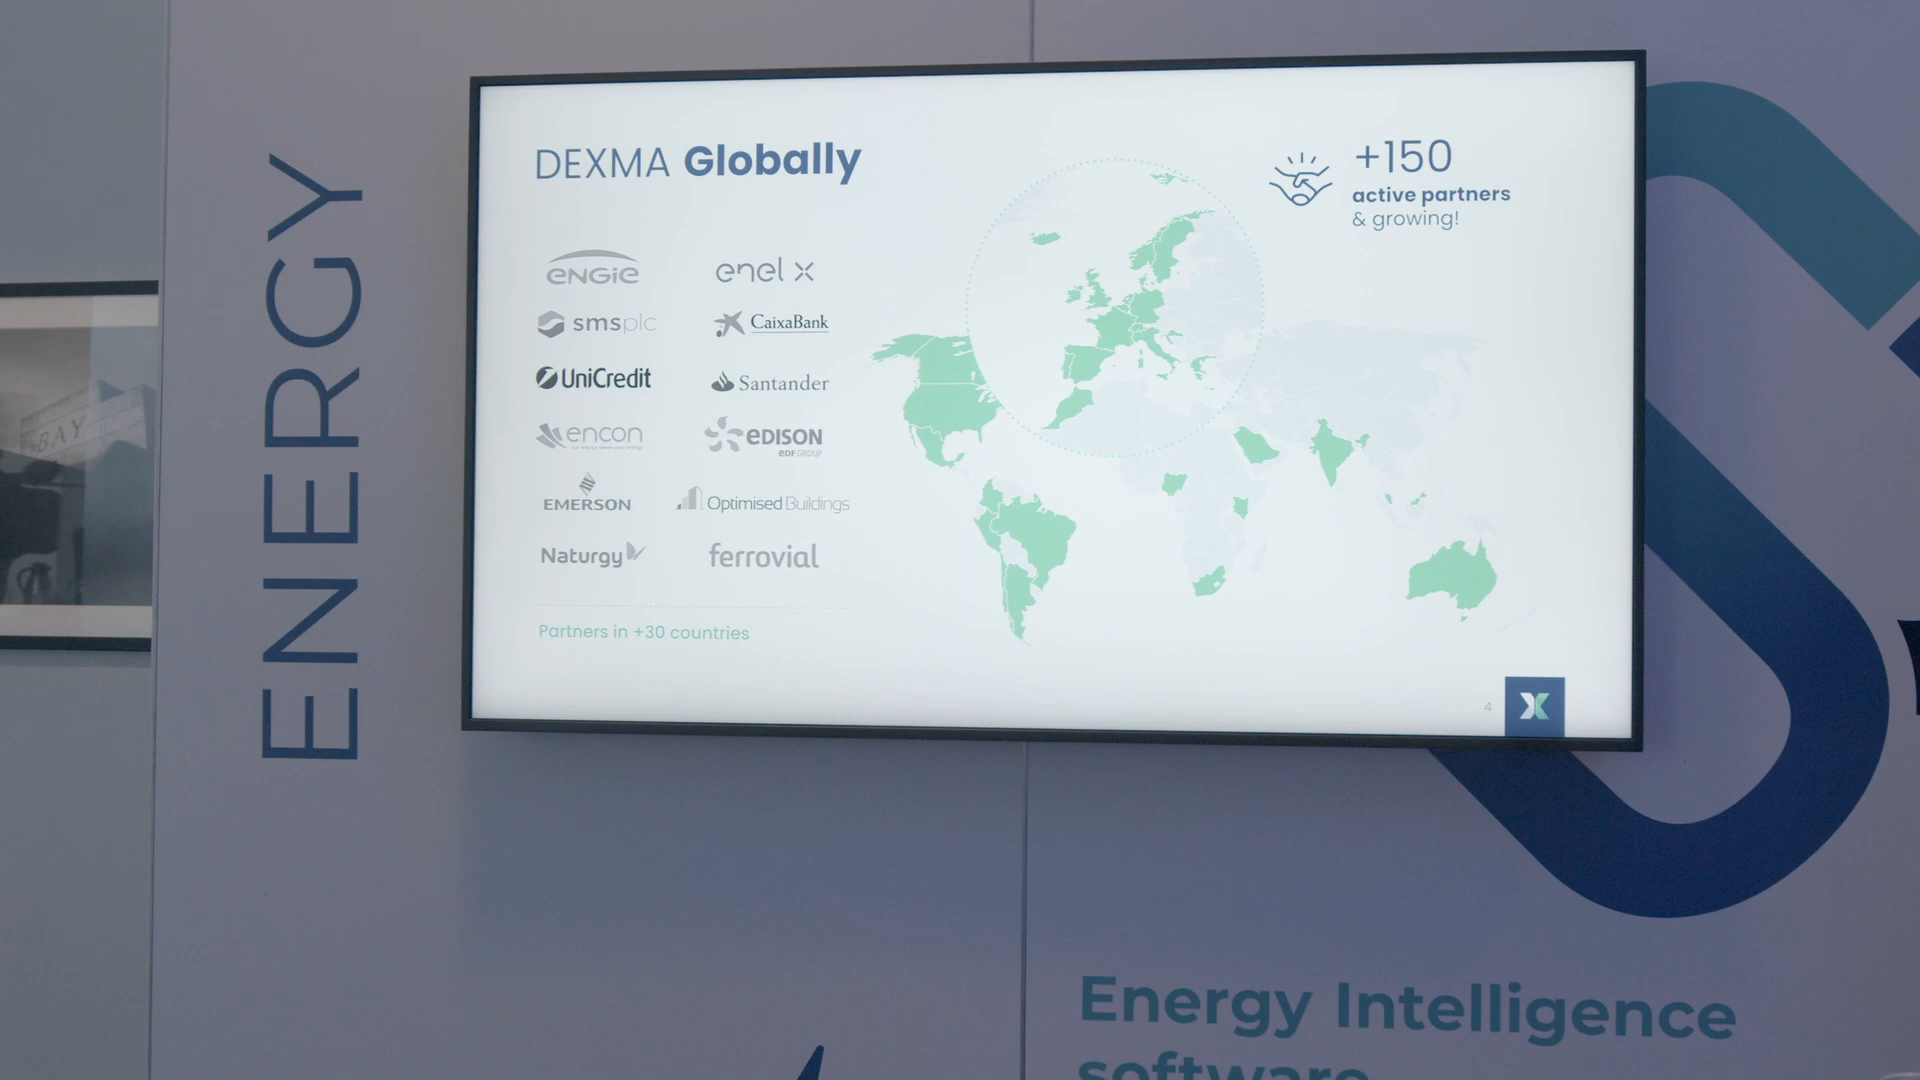 ENERGY
BAY
DEXMA Globally
+150
active partners
& growing!
ENGIE
enel x
smsplc
CaixaBank
UniCredit
Santander
encon
EDISON
EDF GROUP
EMERSON
Optimised Buildings
Naturgy
ferrovial
Partners in +30 countries
4
Energy Intelligence
software